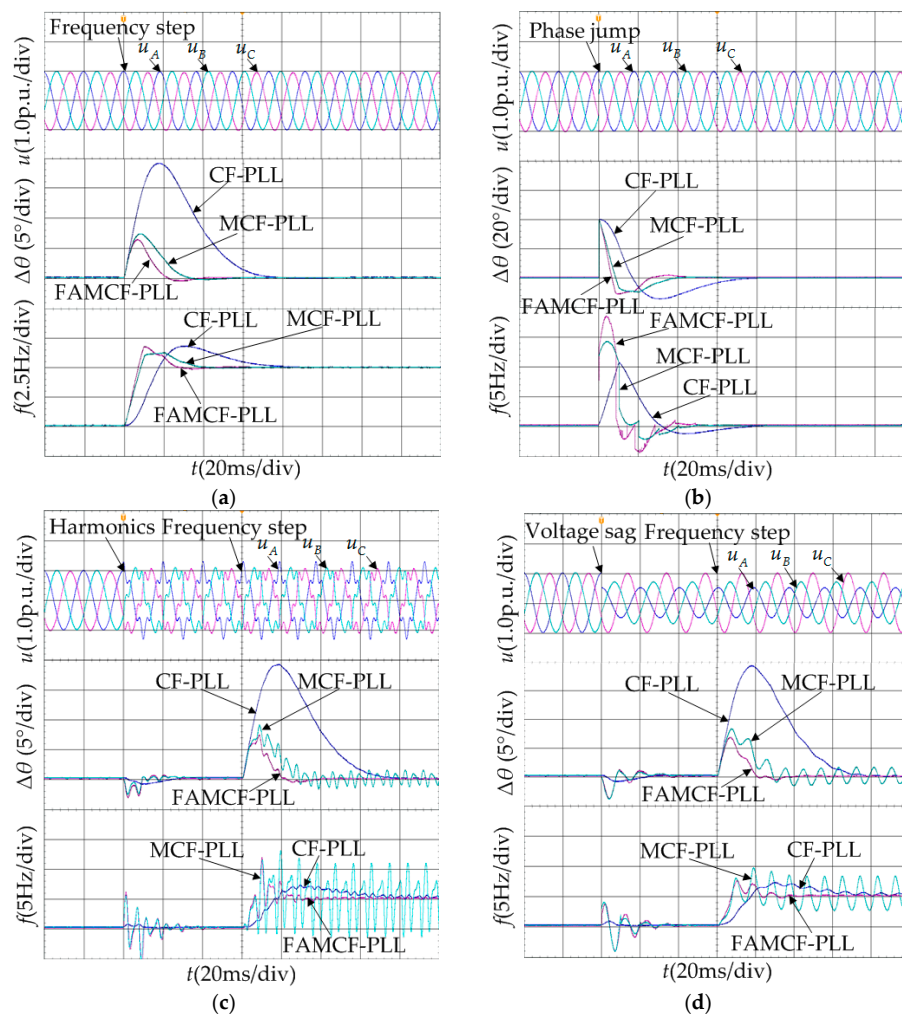 Frequency step
u_A u_B u_C
u(1.0p.u./div)
CF-PLL
MCF-PLL
FAMCF-PLL
Δθ (5°/div)
CF-PLL MCF-PLL
FAMCF-PLL
f(2.5Hz/div)
t(20ms/div)
(a)
Phase jump
u_A u_B u_C
u(1.0p.u./div)
CF-PLL
MCF-PLL
FAMCF-PLL
Δθ (20°/div)
FAMCF-PLL
MCF-PLL
CF-PLL
f(5Hz/div)
t(20ms/div)
(b)
Harmonics Frequency step
u_A u_B u_C
u(1.0p.u./div)
CF-PLL MCF-PLL
FAMCF-PLL
Δθ (5°/div)
MCF-PLL CF-PLL
FAMCF-PLL
f(5Hz/div)
t(20ms/div)
(c)
Voltage sag Frequency step
u_A u_B u_C
u(1.0p.u./div)
CF-PLL MCF-PLL
FAMCF-PLL
Δθ (5°/div)
MCF-PLL CF-PLL
FAMCF-PLL
f(5Hz/div)
t(20ms/div)
(d)